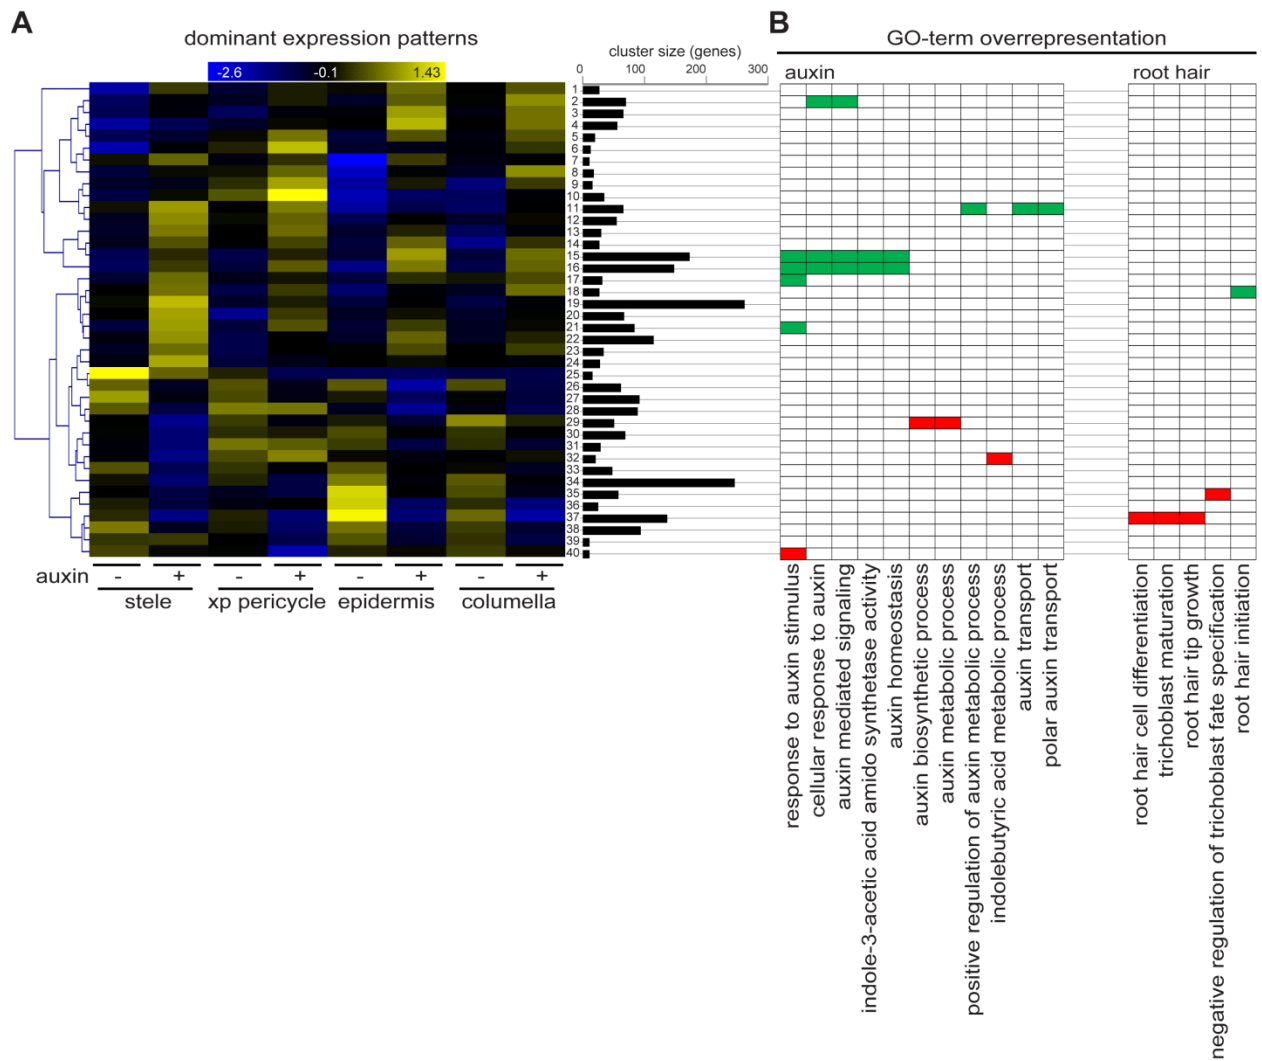 A
B
dominant expression patterns
GO-term overrepresentation
cluster size (genes)
-2.6 -0.1 1.43
0 100 200 300
auxin root hair
1
2
3
4
5
6
7
8
9
10
11
12
13
14
15
16
17
18
19
20
21
22
23
24
25
26
27
28
29
30
31
32
33
34
35
36
37
38
39
40
auxin - + - + - + - +
stele xp pericycle epidermis columella
response to auxin stimulus
cellular response to auxin
auxin mediated signaling
indole-3-acetic acid amido synthetase activity
auxin homeostasis
auxin biosynthetic process
auxin metabolic process
positive regulation of auxin metabolic process
indolebutyric acid metabolic process
auxin transport
polar auxin transport
root hair cell differentiation
trichoblast maturation
root hair tip growth
negative regulation of trichoblast fate specification
root hair initiation